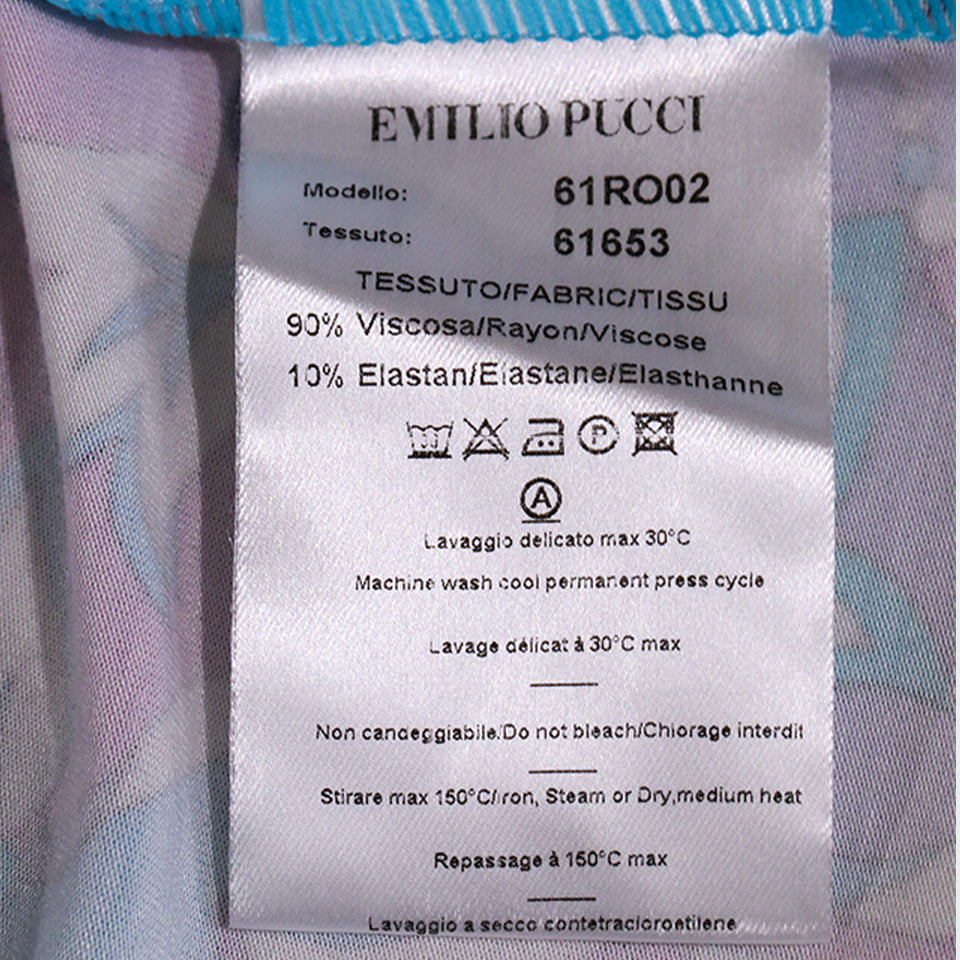 EMILIO PUCCI
Modello: 61RO02
Tessuto: 61653
TESSUTO/FABRIC/TISSU
90% Viscosa/Rayon/Viscose
10% Elastan/Elastane/Elasthanne
P
A
Lavaggio delicato max 30°C
Machine wash cool permanent press cycle
Lavage délicat à 30°C max
Non candeggiabile/Do not bleach/Chlorage interdit
Stirare max 150°C/Iron, Steam or Dry,medium heat
Repassage à 150°C max
Lavaggio a secco contetracloroetilene